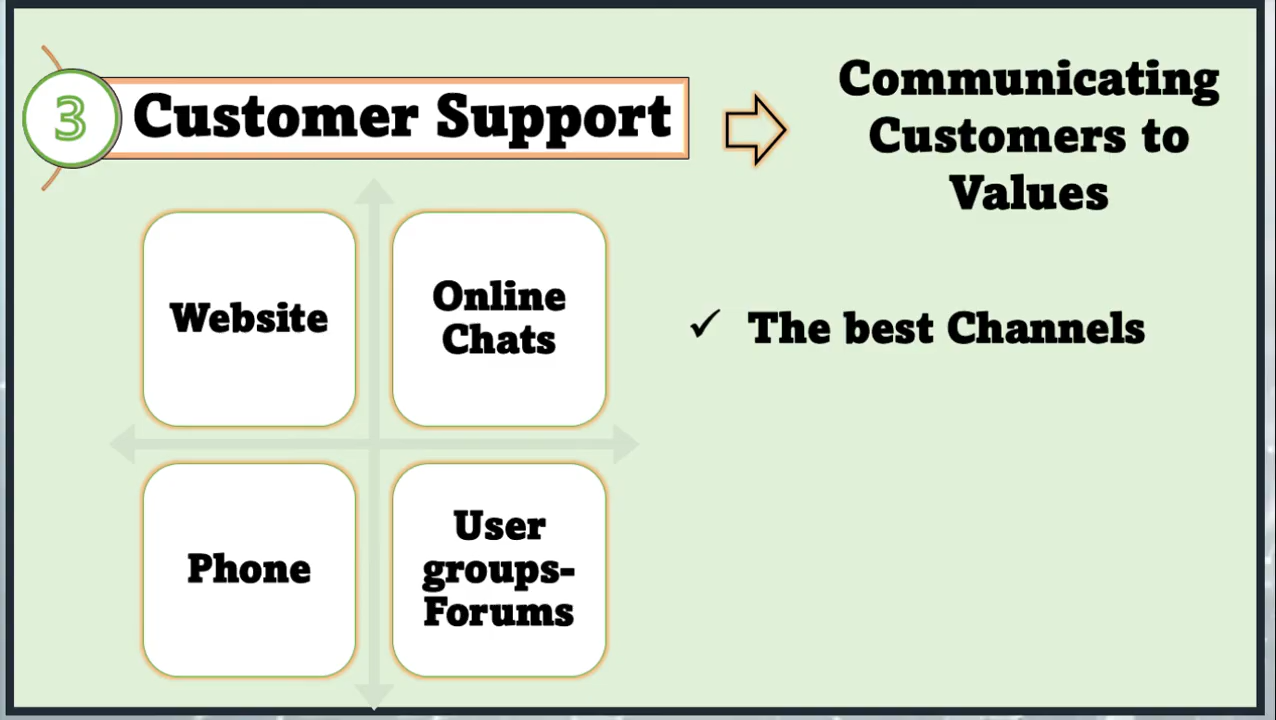 3
Customer Support
Communicating
Customers to
Values
Website
Online
Chats
✓ The best Channels
Phone
User
groups-
Forums